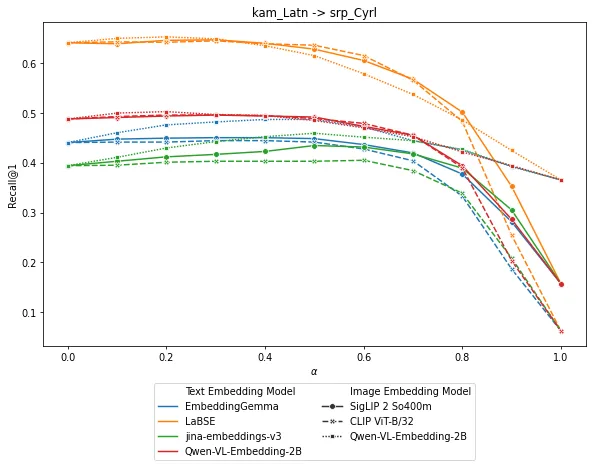 kam_Latn -> srp_Cyrl
Recall@1
0.6
0.5
0.4
0.3
0.2
0.1
0.0 0.2 0.4 0.6 0.8 1.0
α
Text Embedding Model
EmbeddingGemma
LaBSE
jina-embeddings-v3
Qwen-VL-Embedding-2B
Image Embedding Model
SigLIP 2 So400m
CLIP ViT-B/32
Qwen-VL-Embedding-2B